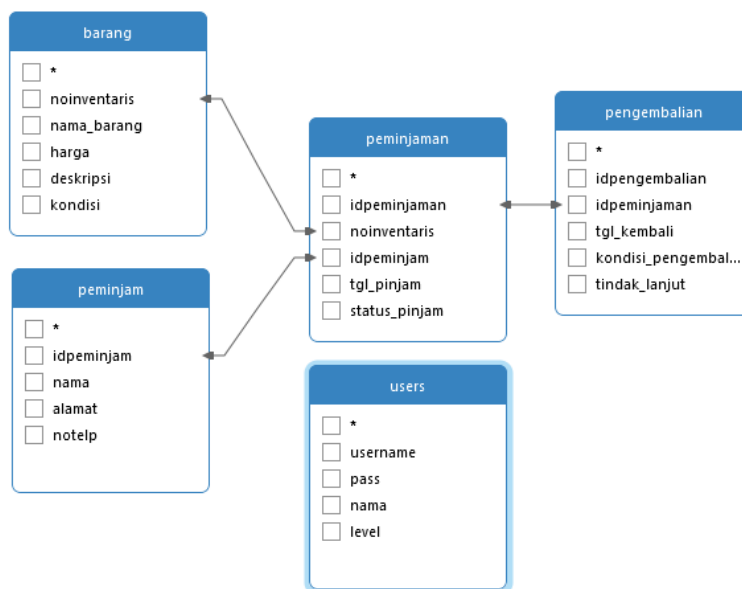 barang
*
noinventaris
nama_barang
harga
deskripsi
kondisi
peminjam
*
idpeminjam
nama
alamat
notelp
peminjaman
*
idpeminjaman
noinventaris
idpeminjam
tgl_pinjam
status_pinjam
users
*
username
pass
nama
level
pengembalian
*
idpengembalian
idpeminjaman
tgl_kembali
kondisi_pengembal...
tindak_lanjut